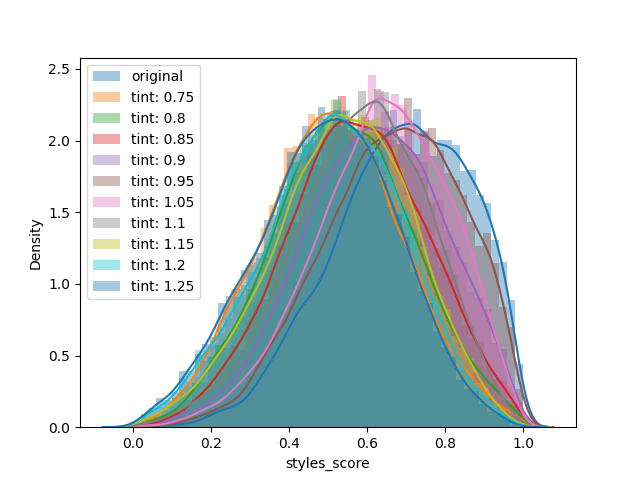 original
tint: 0.75
tint: 0.8
tint: 0.85
tint: 0.9
tint: 0.95
tint: 1.05
tint: 1.1
tint: 1.15
tint: 1.2
tint: 1.25
2.5
2.0
1.5
1.0
0.5
0.0
Density
0.0 0.2 0.4 0.6 0.8 1.0
styles_score